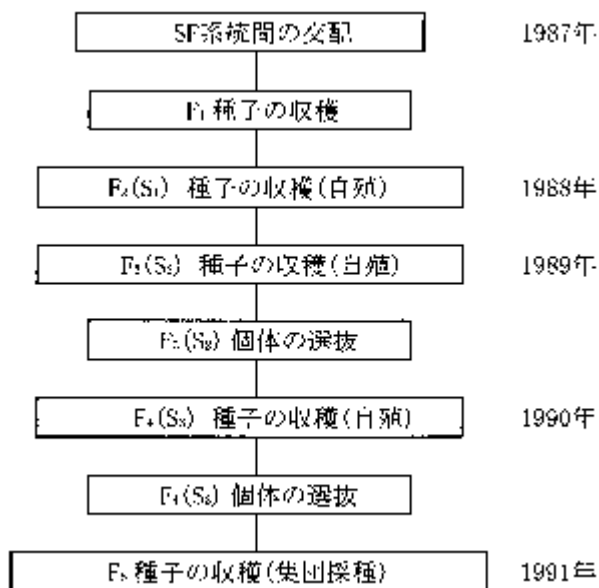 SF系統間の交配 1987年
F₁種子の収穫
F₂(S₁) 種子の収穫(自殖) 1988年
F₃(S₂) 種子の収穫(自殖) 1989年
F₃(S₂) 個体の選抜
F₄(S₃) 種子の収穫(自殖) 1990年
F₄(S₃) 個体の選抜
F₅種子の収穫(集団採種) 1991年